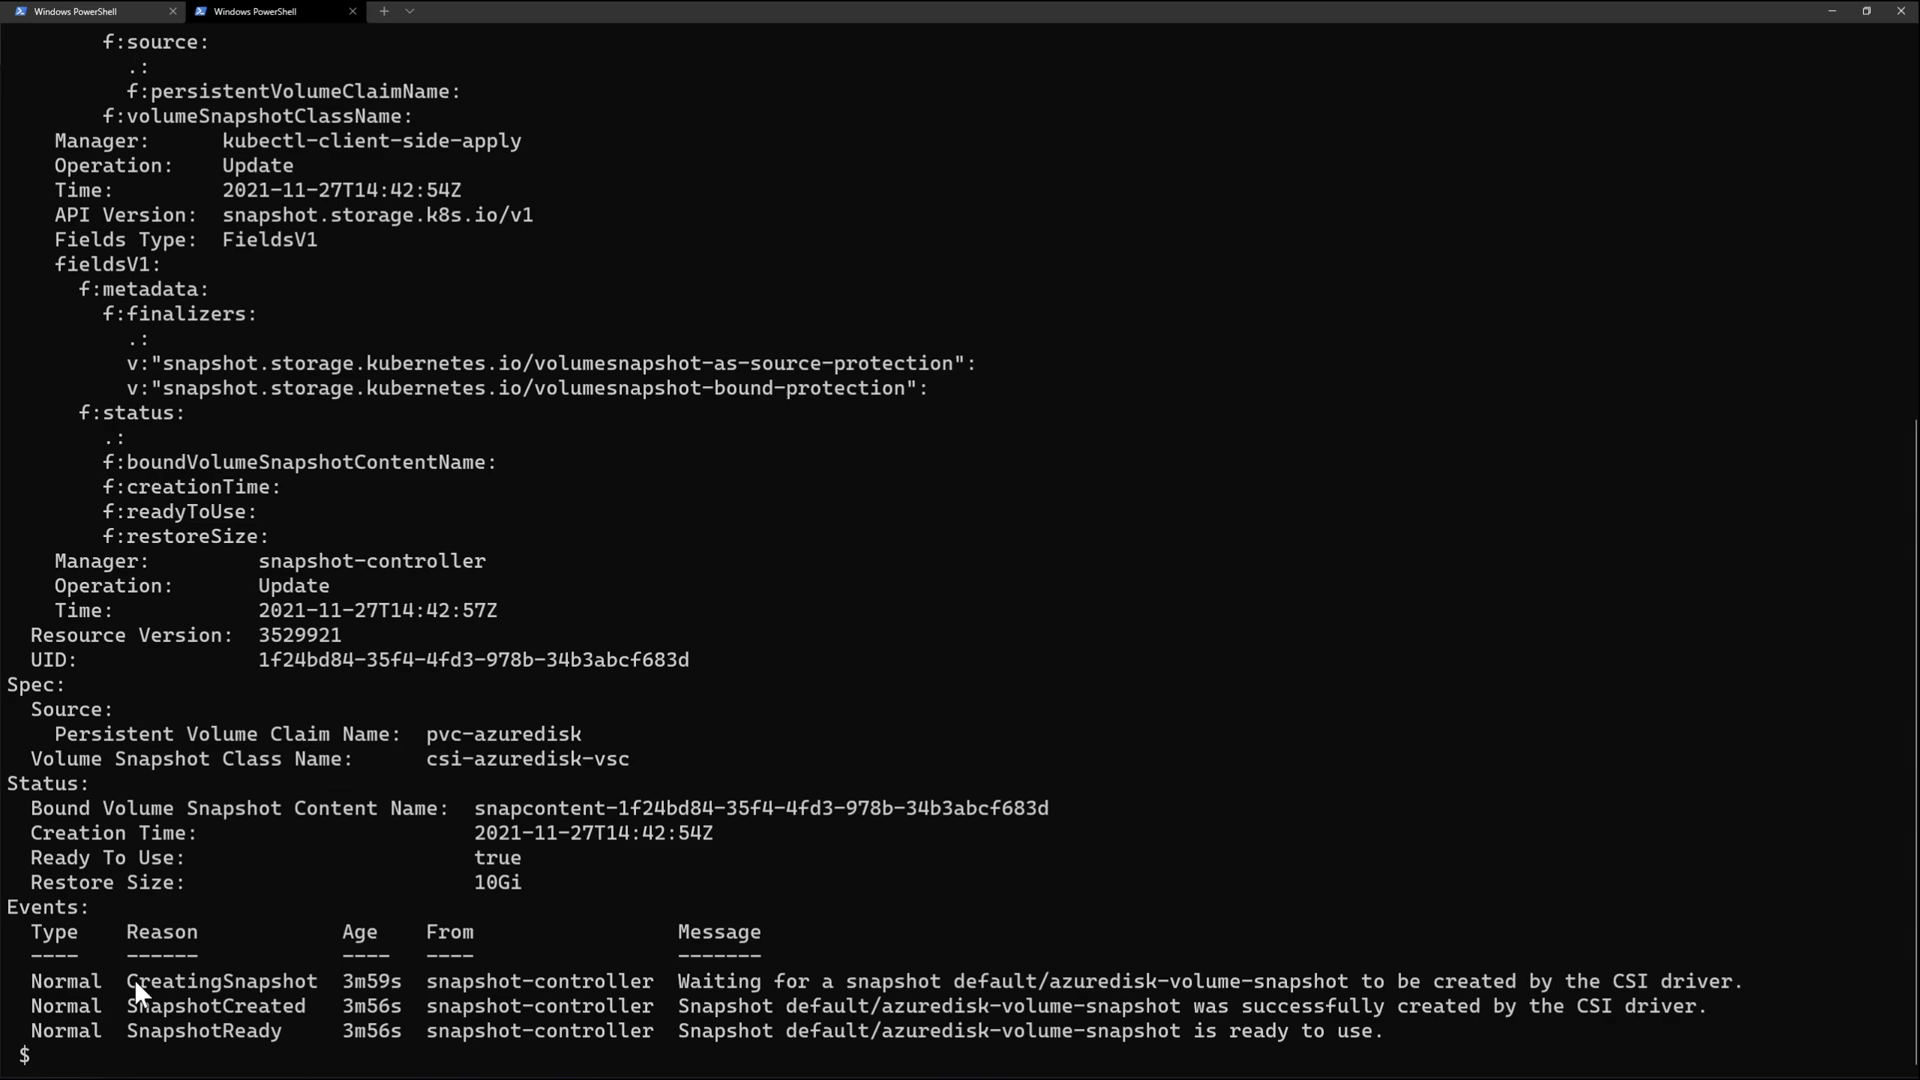 Windows PowerShell
Windows PowerShell
f:source:
.:
f:persistentVolumeClaimName:
f:volumeSnapshotClassName:
Manager: kubectl-client-side-apply
Operation: Update
Time: 2021-11-27T14:42:54Z
API Version: snapshot.storage.k8s.io/v1
Fields Type: FieldsV1
fieldsV1:
f:metadata:
f:finalizers:
.:
v:"snapshot.storage.kubernetes.io/volumesnapshot-as-source-protection":
v:"snapshot.storage.kubernetes.io/volumesnapshot-bound-protection":
f:status:
.:
f:boundVolumeSnapshotContentName:
f:creationTime:
f:readyToUse:
f:restoreSize:
Manager: snapshot-controller
Operation: Update
Time: 2021-11-27T14:42:57Z
Resource Version: 3529921
UID: 1f24bd84-35f4-4fd3-978b-34b3abcf683d
Spec:
Source:
Persistent Volume Claim Name: pvc-azuredisk
Volume Snapshot Class Name: csi-azuredisk-vsc
Status:
Bound Volume Snapshot Content Name: snapcontent-1f24bd84-35f4-4fd3-978b-34b3abcf683d
Creation Time: 2021-11-27T14:42:54Z
Ready To Use: true
Restore Size: 10Gi
Events:
Type Reason Age From Message
---- ------ ---- ---- -------
Normal CreatingSnapshot 3m59s snapshot-controller Waiting for a snapshot default/azuredisk-volume-snapshot to be created by the CSI driver.
Normal SnapshotCreated 3m56s snapshot-controller Snapshot default/azuredisk-volume-snapshot was successfully created by the CSI driver.
Normal SnapshotReady 3m56s snapshot-controller Snapshot default/azuredisk-volume-snapshot is ready to use.
$